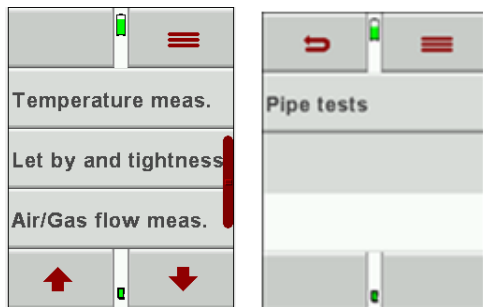 Temperature meas.
Let by and tightness
Air/Gas flow meas.
Pipe tests